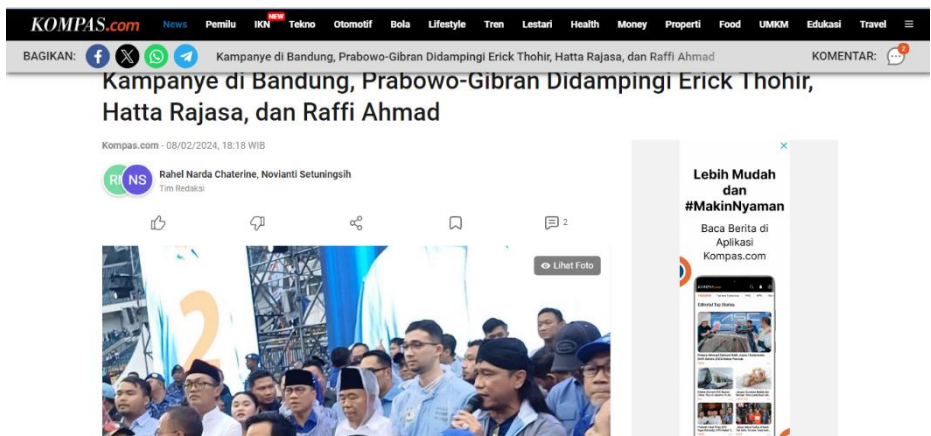 KOMPAS.com News Pemilu IKN NEW Tekno Otomotif Bola Lifestyle Tren Lestari Health Money Properti Food UMKM Edukasi Travel
BAGIKAN: Kampanye di Bandung, Prabowo-Gibran Didampingi Erick Thohir, Hatta Rajasa, dan Raffi Ahmad KOMENTAR: 2
Kampanye di Bandung, Prabowo-Gibran Didampingi Erick Thohir,
Hatta Rajasa, dan Raffi Ahmad
Kompas.com - 08/02/2024, 18:18 WIB
NS
Rahel Narda Chaterine, Novianti Setuningsih
Tim Redaksi
2
Lihat Foto
2
Lebih Mudah
dan
#MakinNyaman
Baca Berita di
Aplikasi
Kompas.com